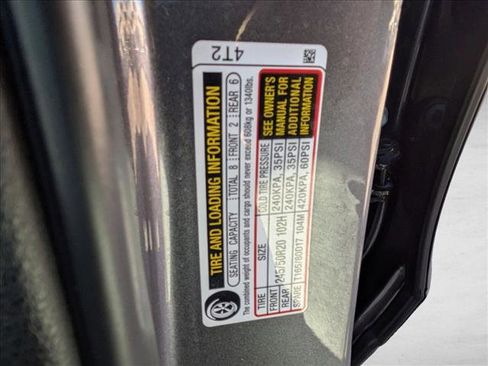 4T2
TIRE AND LOADING INFORMATION
SEATING CAPACITY | TOTAL 8 | FRONT 2 | REAR 6
The combined weight of occupants and cargo should never exceed 608kg or 1340lbs.
TIRE SIZE COLD TIRE PRESSURE
FRONT 245/50R20 102H 240KPA, 35PSI
REAR 240KPA, 35PSI
SPARE T165/80D17 104M 420KPA, 60PSI
SEE OWNER'S
MANUAL FOR
ADDITIONAL
INFORMATION